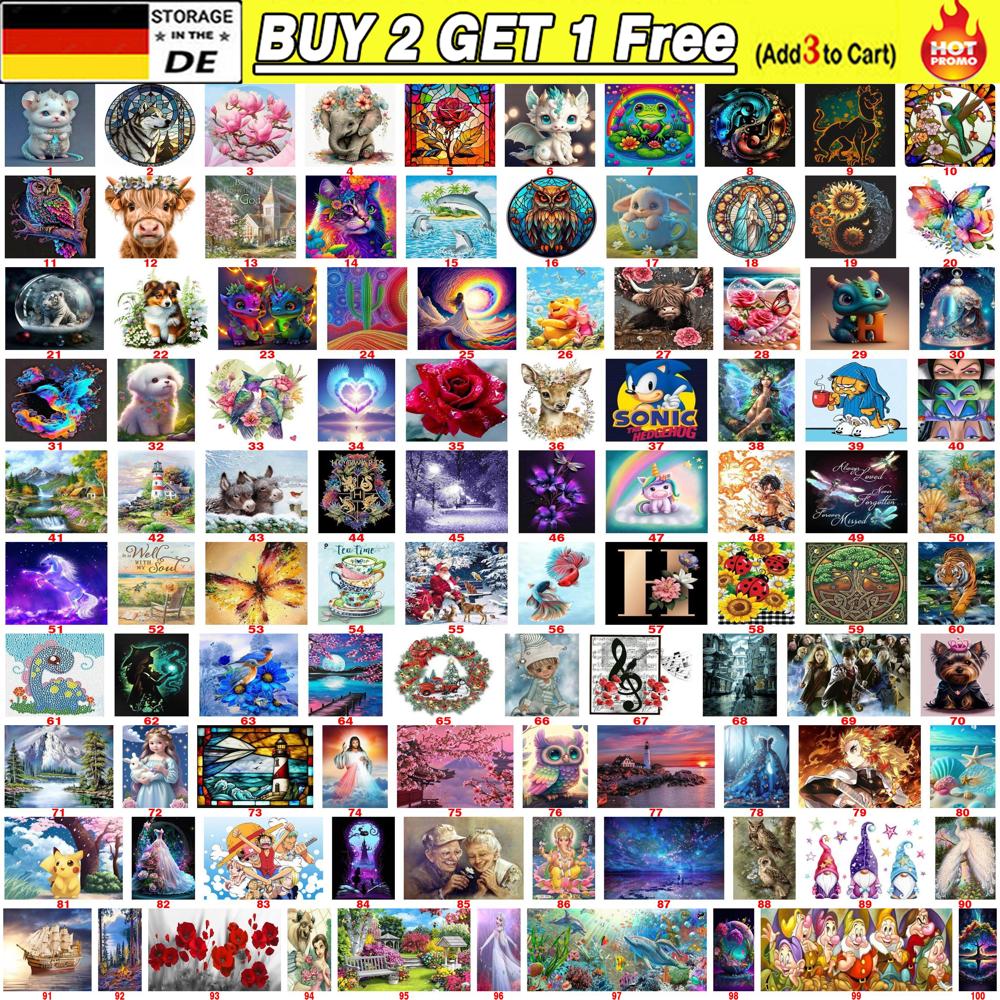 STORAGE
IN THE
DE
BUY 2 GET 1 Free
(Add 3 to Cart)
HOT
PROMO
1 2 3 4 5 6 7 8 9 10
God
11 12 13 14 15 16 17 18 19 20
H
21 22 23 24 25 26 27 28 29 30
SONIC
THE HEDGEHOG
31 32 33 34 35 36 37 38 39 40
HOGWARTS
H
Always
Loved
Never
Forgotten
Forever
Missed
41 42 43 44 45 46 47 48 49 50
Well
WITH
MY Soul
Tea Time
H
51 52 53 54 55 56 57 58 59 60
61 62 63 64 65 66 67 68 69 70
71 72 73 74 75 76 77 78 79 80
81 82 83 84 85 86 87 88 89 90
91 92 93 94 95 96 97 98 99 100